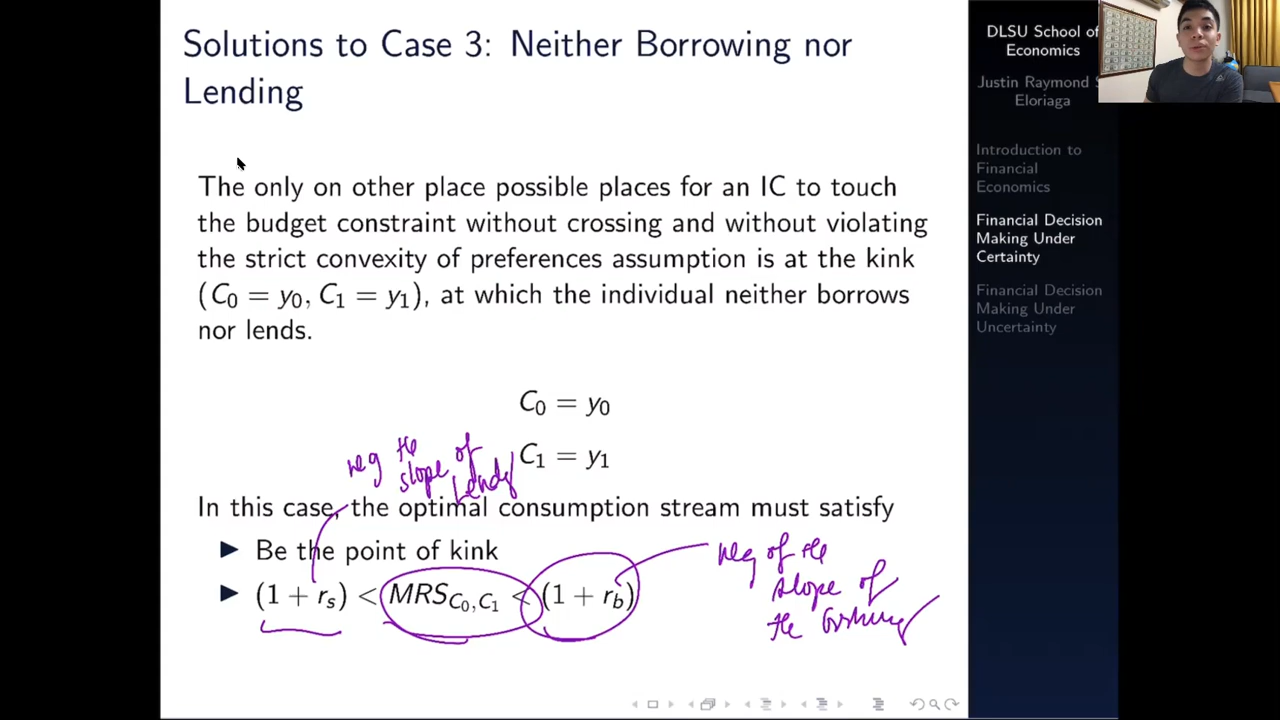 Solutions to Case 3: Neither Borrowing nor
Lending
The only on other place possible places for an IC to touch
the budget constraint without crossing and without violating
the strict convexity of preferences assumption is at the kink
(C₀ = y₀, C₁ = y₁), at which the individual neither borrows
nor lends.
C₀ = y₀
C₁ = y₁
neg the
slope of
In this case, the optimal consumption stream must satisfy
▶ Be the point of kink
▶ (1 + rₛ) < MRS_{C₀,C₁} < (1 + r_b)
neg of the
slope of
the
DLSU School of
Economics
Justin Raymond S
Eloriaga
Introduction to
Financial
Economics
Financial Decision
Making Under
Certainty
Financial Decision
Making Under
Uncertainty